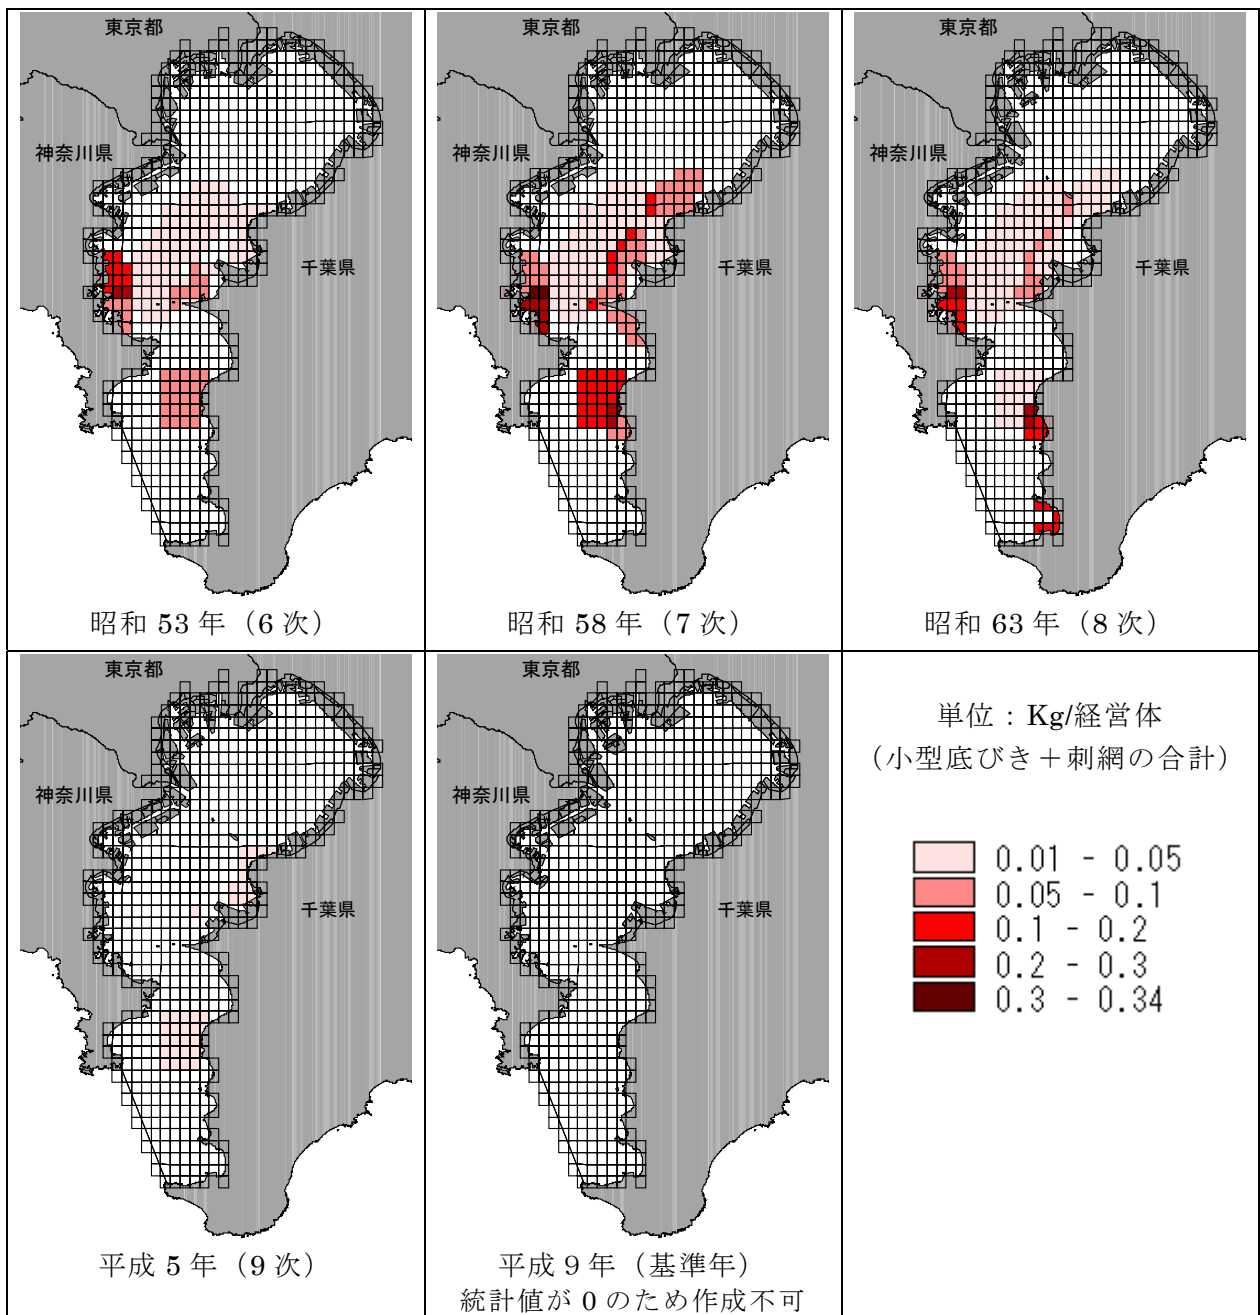 東京都
神奈川県
千葉県
昭和 53 年（6 次）
東京都
神奈川県
千葉県
昭和 58 年（7 次）
東京都
神奈川県
千葉県
昭和 63 年（8 次）
東京都
神奈川県
千葉県
平成 5 年（9 次）
東京都
神奈川県
千葉県
平成 9 年（基準年）
統計値が 0 のため作成不可
単位：Kg/経営体
（小型底びき＋刺網の合計）
0.01 - 0.05
0.05 - 0.1
0.1 - 0.2
0.2 - 0.3
0.3 - 0.34